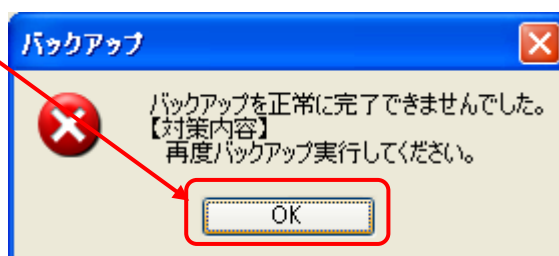 バックアップ
バックアップを正常に完了できませんでした。
【対策内容】
再度バックアップ実行してください。
OK